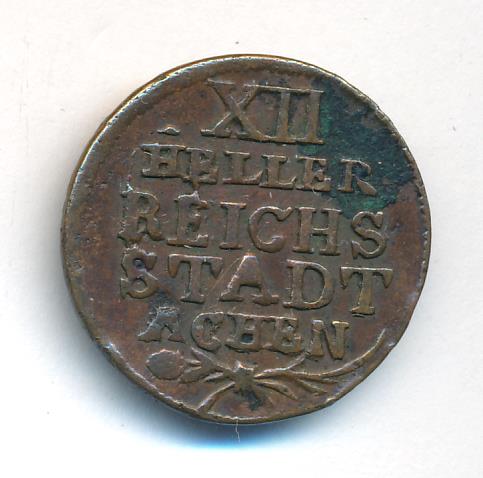 XII
HELLER
REICHS
STADT
ACHEN